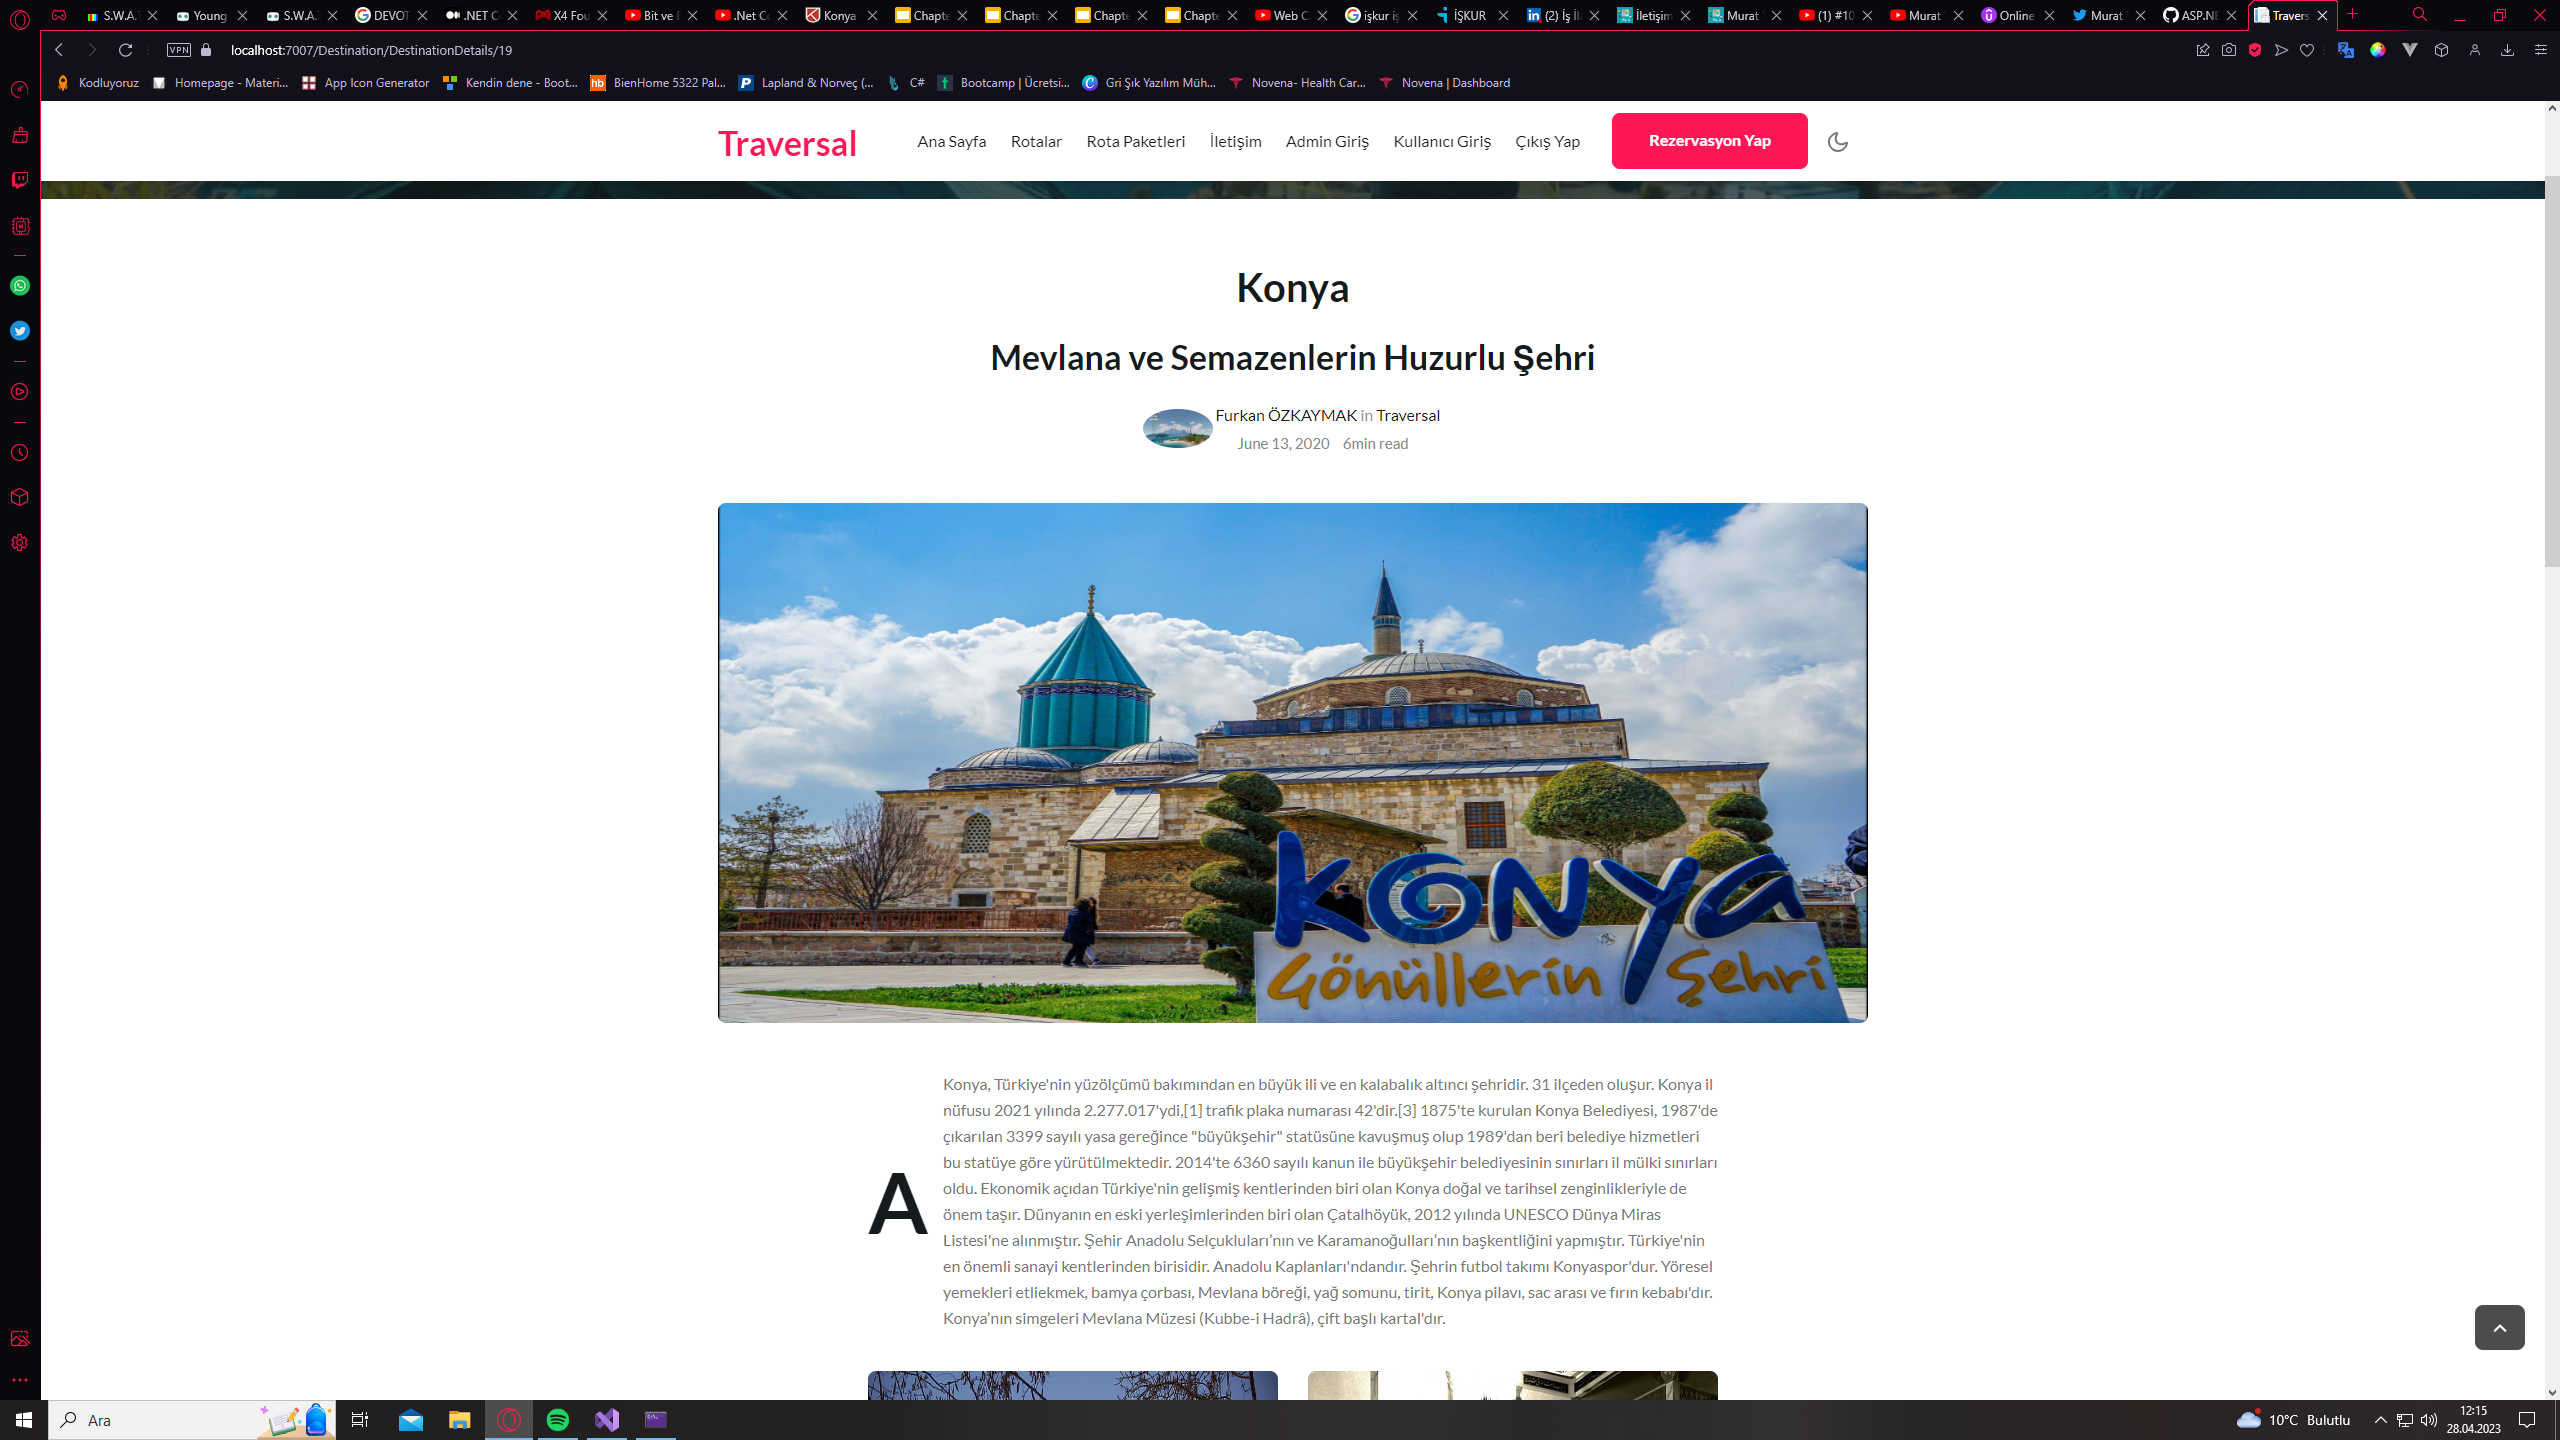 S.W.A.
Young
S.W.A.
DEVOT
.NET C
X4 Fou
Bit ve
.Net C
Konya
Chapte
Chapte
Chapte
Chapte
Web C
işkur iş
İŞKUR
(2) İş İl
İletişim
Murat
(1) #10
Murat
Online
Murat
ASP.NE
Travers
VPN
localhost:7007/Destination/DestinationDetails/19
Kodluyoruz
Homepage - Materi...
App Icon Generator
Kendin dene - Boot...
BienHome 5322 Pal...
Lapland & Norveç (...
C#
Bootcamp | Ücretsi...
Gri Şık Yazılım Müh...
Novena- Health Car...
Novena | Dashboard
Traversal
Ana Sayfa
Rotalar
Rota Paketleri
İletişim
Admin Giriş
Kullanıcı Giriş
Çıkış Yap
Rezervasyon Yap
Konya
Mevlana ve Semazenlerin Huzurlu Şehri
Furkan ÖZKAYMAK in Traversal
June 13, 2020 6min read
KONYA
Gönüllerin Şehri
A
Konya, Türkiye'nin yüzölçümü bakımından en büyük ili ve en kalabalık altıncı şehridir. 31 ilçeden oluşur. Konya il
nüfusu 2021 yılında 2.277.017'ydi,[1] trafik plaka numarası 42'dir.[3] 1875'te kurulan Konya Belediyesi, 1987'de
çıkarılan 3399 sayılı yasa gereğince "büyükşehir" statüsüne kavuşmuş olup 1989'dan beri belediye hizmetleri
bu statüye göre yürütülmektedir. 2014'te 6360 sayılı kanun ile büyükşehir belediyesinin sınırları il mülki sınırları
oldu. Ekonomik açıdan Türkiye'nin gelişmiş kentlerinden biri olan Konya doğal ve tarihsel zenginlikleriyle de
önem taşır. Dünyanın en eski yerleşimlerinden biri olan Çatalhöyük, 2012 yılında UNESCO Dünya Miras
Listesi'ne alınmıştır. Şehir Anadolu Selçukluları’nın ve Karamanoğulları’nın başkentliğini yapmıştır. Türkiye'nin
en önemli sanayi kentlerinden birisidir. Anadolu Kaplanları'ndandır. Şehrin futbol takımı Konyaspor'dur. Yöresel
yemekleri etliekmek, bamya çorbası, Mevlana böreği, yağ somunu, tirit, Konya pilavı, sac arası ve fırın kebabı'dır.
Konya’nın simgeleri Mevlana Müzesi (Kubbe-i Hadrâ), çift başlı kartal'dır.
Ara
10°C Bulutlu
12:15
28.04.2023